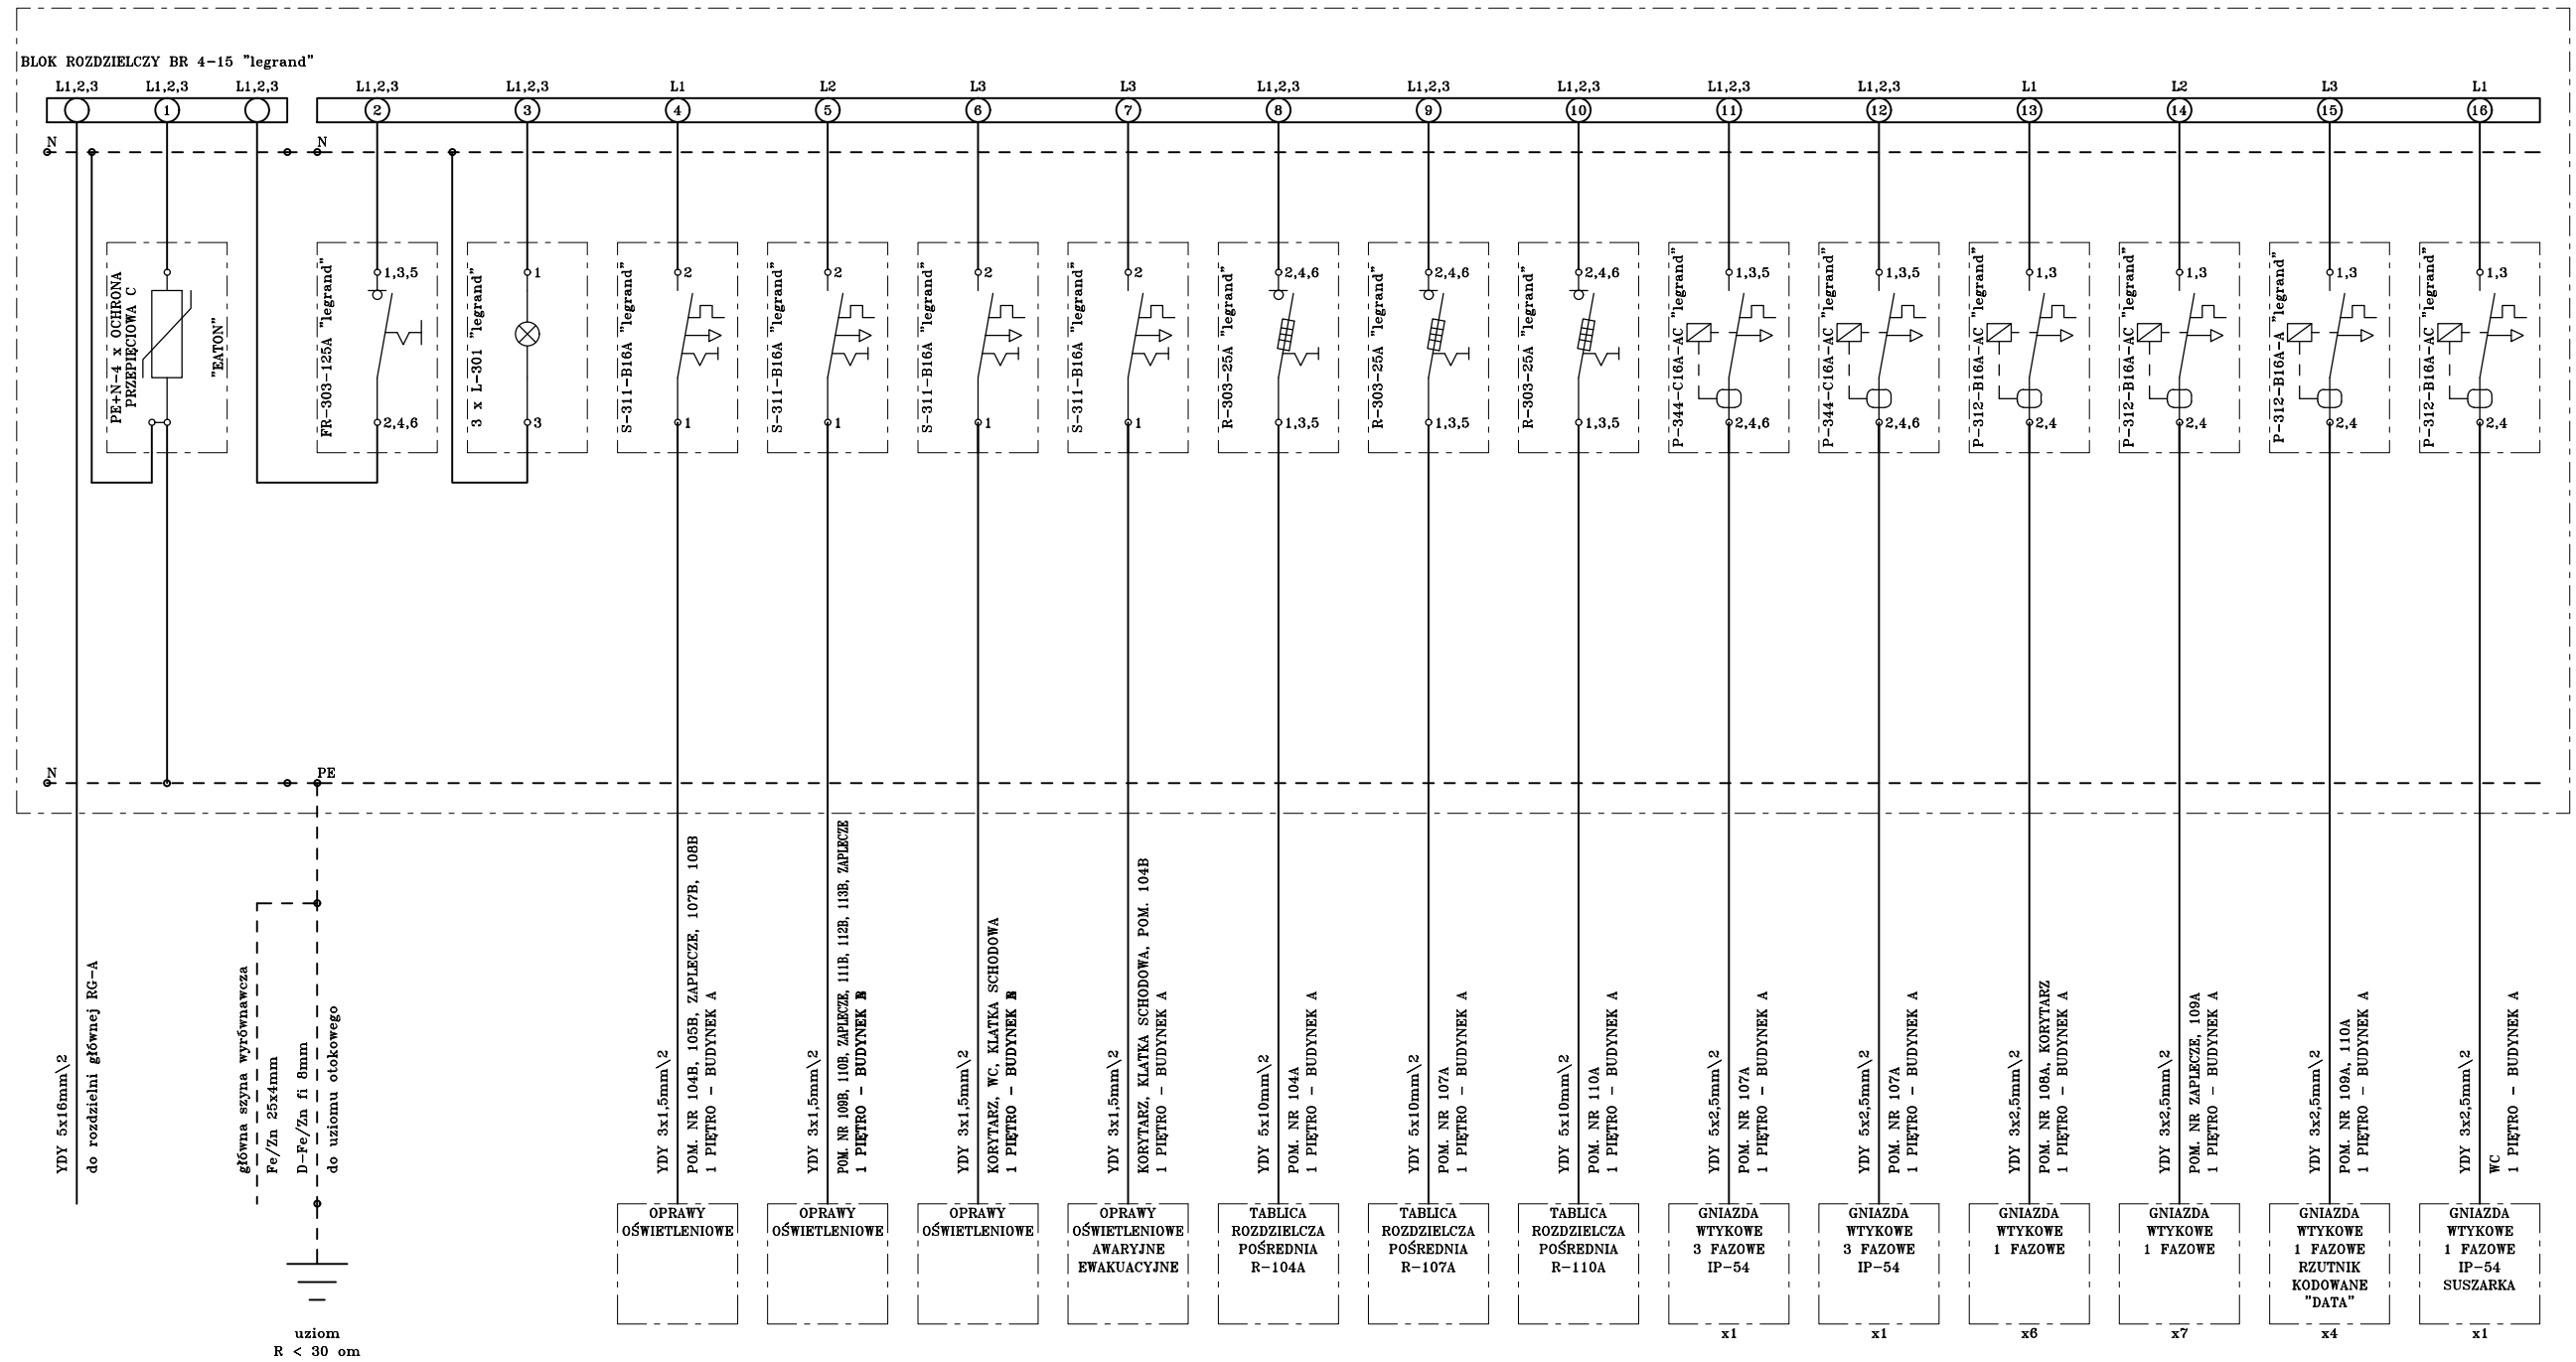 BLOK ROZDZIELCZY BR 4-15 "legrand"
L1,2,3 L1,2,3 L1,2,3 L1,2,3 L1,2,3 L1 L2 L3 L3 L1,2,3 L1,2,3 L1,2,3 L1,2,3 L1,2,3 L1 L2 L3 L1
1 2 3 4 5 6 7 8 9 10 11 12 13 14 15 16
N N
1,3,5 1 2 2 2 2 2,4,6 2,4,6 2,4,6 1,3,5 1,3,5 1,3 1,3 1,3 1,3
PE+N-4 x OCHRONA
PRZEPIĘCIOWA C
"EATON"
FR-303-125A "legrand"
3 x L-301 "legrand"
S-311-B16A "legrand"
S-311-B16A "legrand"
S-311-B16A "legrand"
S-311-B16A "legrand"
R-303-25A "legrand"
R-303-25A "legrand"
R-303-25A "legrand"
P-344-C16A-AC "legrand"
P-344-C16A-AC "legrand"
P-312-B16A-AC "legrand"
P-312-B16A-AC "legrand"
P-312-B16A-A "legrand"
P-312-B16A-AC "legrand"
2,4,6 3 1 1 1 1 1,3,5 1,3,5 1,3,5 2,4,6 2,4,6 2,4 2,4 2,4 2,4
N PE
YDY 5x16mm\2
do rozdzielni głównej RG-A
główna szyna wyrównawcza
Fe/Zn 25x4mm
D-Fe/Zn fi 8mm
do uziomu otokowego
YDY 3x1,5mm\2
POM. NR 104B, 105B, ZAPLECZE, 107B, 108B
1 PIĘTRO - BUDYNEK A
YDY 3x1,5mm\2
POM. NR 109B, 110B, ZAPLECZE, 111B, 112B, 113B, ZAPLECZE
1 PIĘTRO - BUDYNEK
YDY 3x1,5mm\2
KORYTARZ, WC, KLATKA SCHODOWA
1 PIĘTRO - BUDYNEK
YDY 3x1,5mm\2
KORYTARZ, KLATKA SCHODOWA, POM. 104B
1 PIĘTRO - BUDYNEK A
YDY 5x10mm\2
POM. NR 104A
1 PIĘTRO - BUDYNEK A
YDY 5x10mm\2
POM. NR 107A
1 PIĘTRO - BUDYNEK A
YDY 5x10mm\2
POM. NR 110A
1 PIĘTRO - BUDYNEK A
YDY 5x2,5mm\2
POM. NR 107A
1 PIĘTRO - BUDYNEK A
YDY 5x2,5mm\2
POM. NR 107A
1 PIĘTRO - BUDYNEK A
YDY 3x2,5mm\2
POM. NR 108A, KORYTARZ
1 PIĘTRO - BUDYNEK A
YDY 3x2,5mm\2
POM. NR ZAPLECZE, 109A
1 PIĘTRO - BUDYNEK A
YDY 3x2,5mm\2
POM. NR 109A, 110A
1 PIĘTRO - BUDYNEK A
YDY 3x2,5mm\2
WC
1 PIĘTRO - BUDYNEK A
OPRAWY
OŚWIETLENIOWE
OPRAWY
OŚWIETLENIOWE
OPRAWY
OŚWIETLENIOWE
OPRAWY
OŚWIETLENIOWE
AWARYJNE
EWAKUACYJNE
TABLICA
ROZDZIELCZA
POŚREDNIA
R-104A
TABLICA
ROZDZIELCZA
POŚREDNIA
R-107A
TABLICA
ROZDZIELCZA
POŚREDNIA
R-110A
GNIAZDA
WTYKOWE
3 FAZOWE
IP-54
x1
GNIAZDA
WTYKOWE
3 FAZOWE
IP-54
x1
GNIAZDA
WTYKOWE
1 FAZOWE
x6
GNIAZDA
WTYKOWE
1 FAZOWE
x7
GNIAZDA
WTYKOWE
1 FAZOWE
RZUTNIK
KODOWANE
"DATA"
x4
GNIAZDA
WTYKOWE
1 FAZOWE
IP-54
SUSZARKA
x1
uziom
R < 30 om